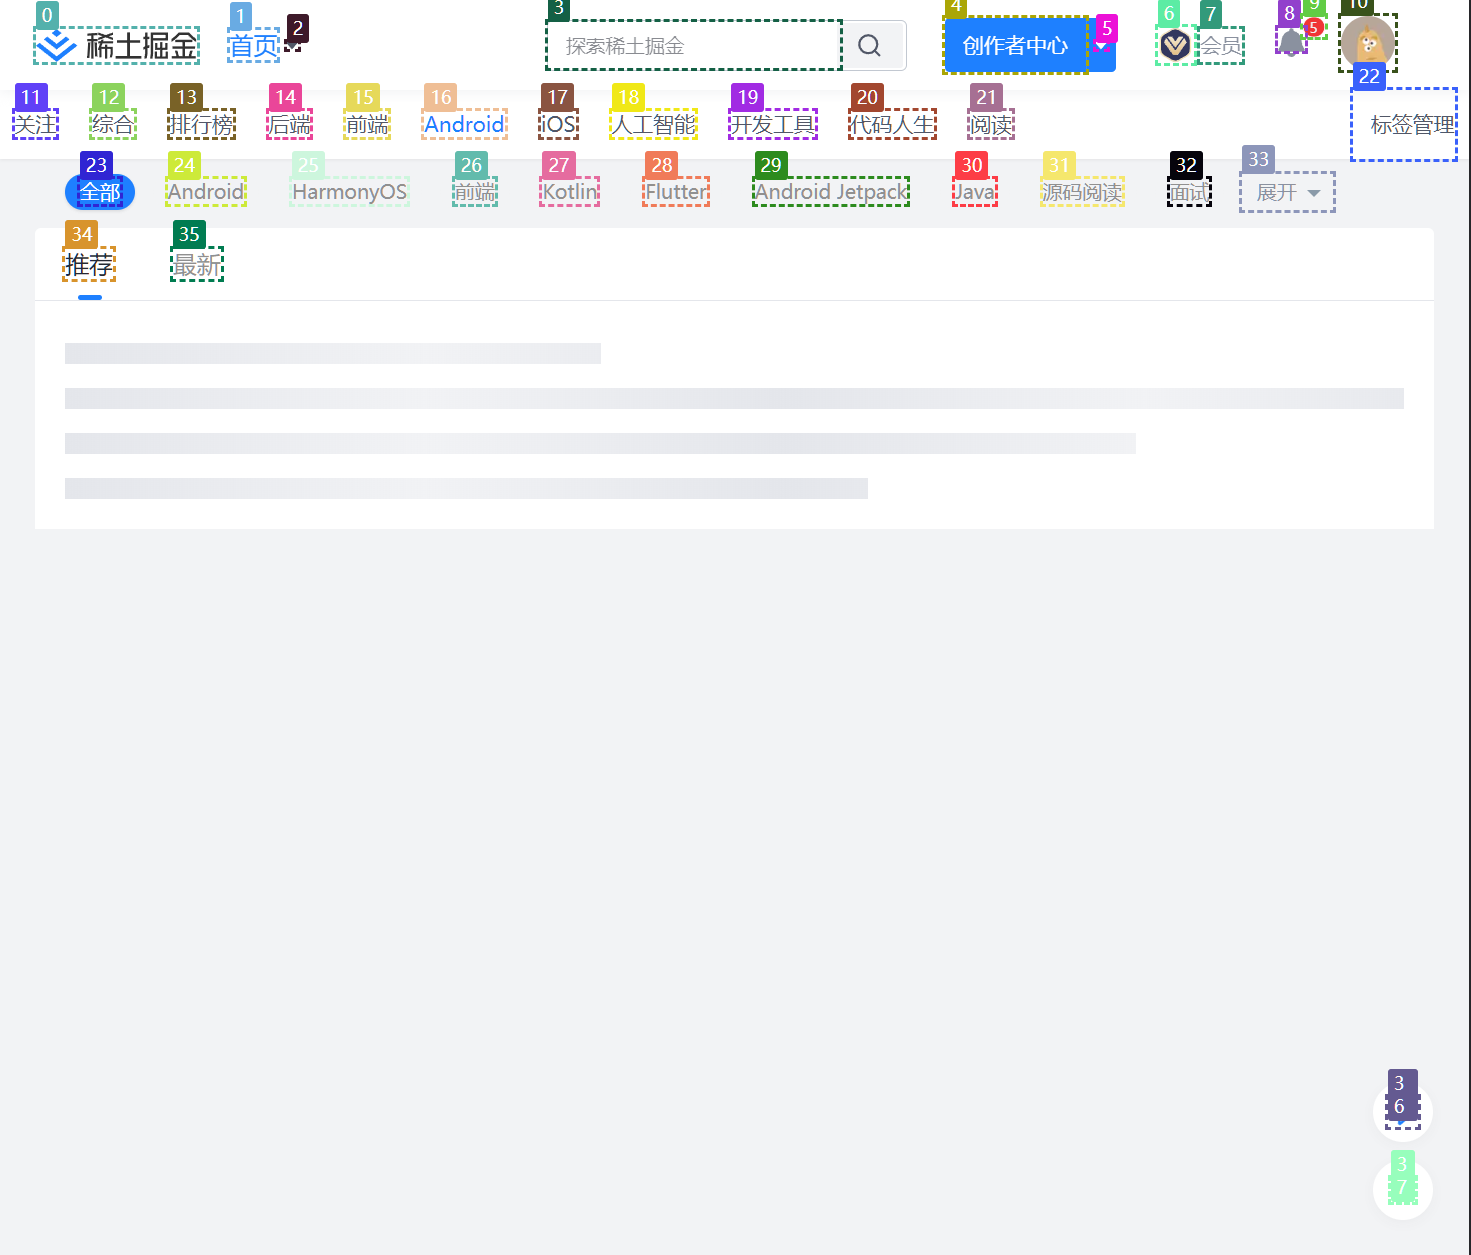 0 1 2 3 4 5 6 7 8 9 10
稀土掘金 首页 探索稀土掘金 创作者中心 会员 5
11 12 13 14 15 16 17 18 19 20 21 22
关注 综合 排行榜 后端 前端 Android iOS 人工智能 开发工具 代码人生 阅读 标签管理
23 24 25 26 27 28 29 30 31 32 33
全部 Android HarmonyOS 前端 Kotlin Flutter Android Jetpack Java 源码阅读 面试 展开
34 35
推荐 最新
3
6
3
7